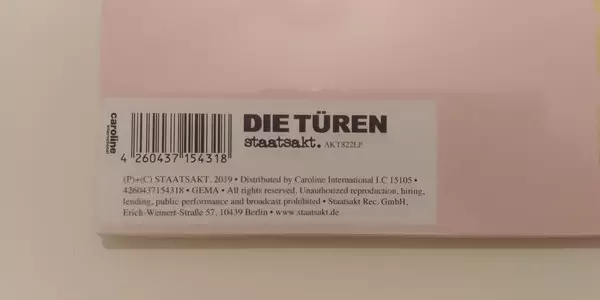 caroline
international
DIE TÜREN
staatsakt. AKT822LP
4 260437 154318
(P)+(C) STAATSAKT. 2019 • Distributed by Caroline International LC 15105 •
4260437154318 • GEMA • All rights reserved. Unauthorized reproduction, hiring,
lending, public performance and broadcast prohibited • Staatsakt Rec. GmbH,
Erich-Weinert-Straße 57, 10439 Berlin • www.staatsakt.de